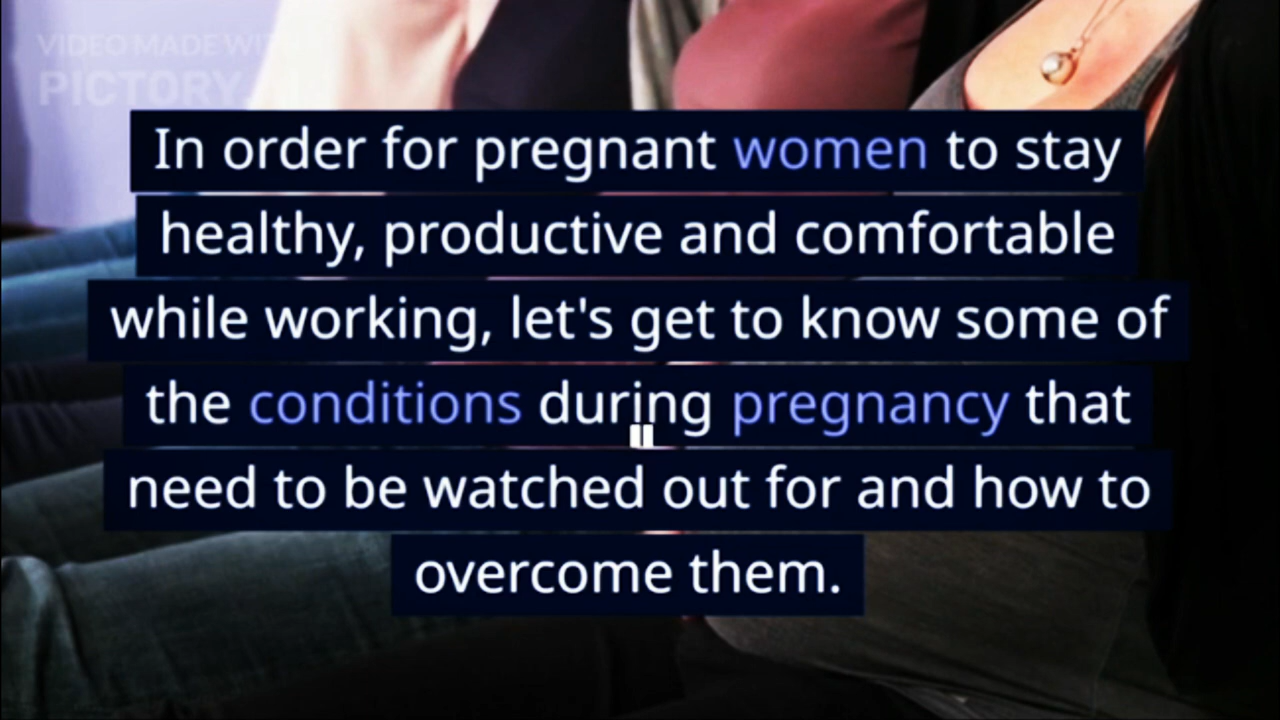 VIDEO MADE WITH
PICTORY.AI
In order for pregnant women to stay
healthy, productive and comfortable
while working, let's get to know some of
the conditions during pregnancy that
need to be watched out for and how to
overcome them.